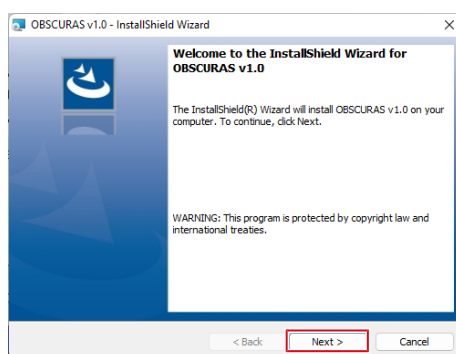 OBSCURAS v1.0 - InstallShield Wizard
Welcome to the InstallShield Wizard for
OBSCURAS v1.0
The InstallShield(R) Wizard will install OBSCURAS v1.0 on your
computer. To continue, click Next.
WARNING: This program is protected by copyright law and
international treaties.
< Back Next > Cancel